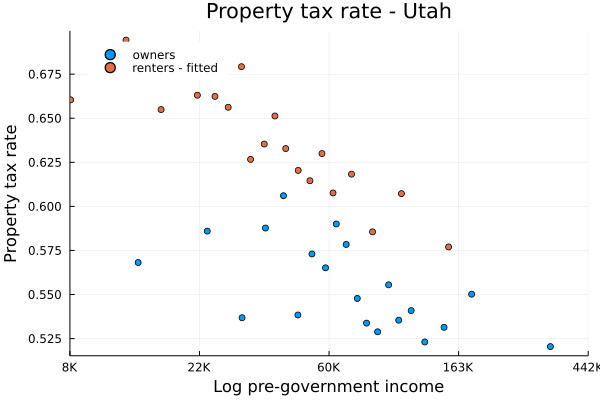 Property tax rate - Utah
owners
renters - fitted
Property tax rate
0.675
0.650
0.625
0.600
0.575
0.550
0.525
8K 22K 60K 163K 442K
Log pre-government income